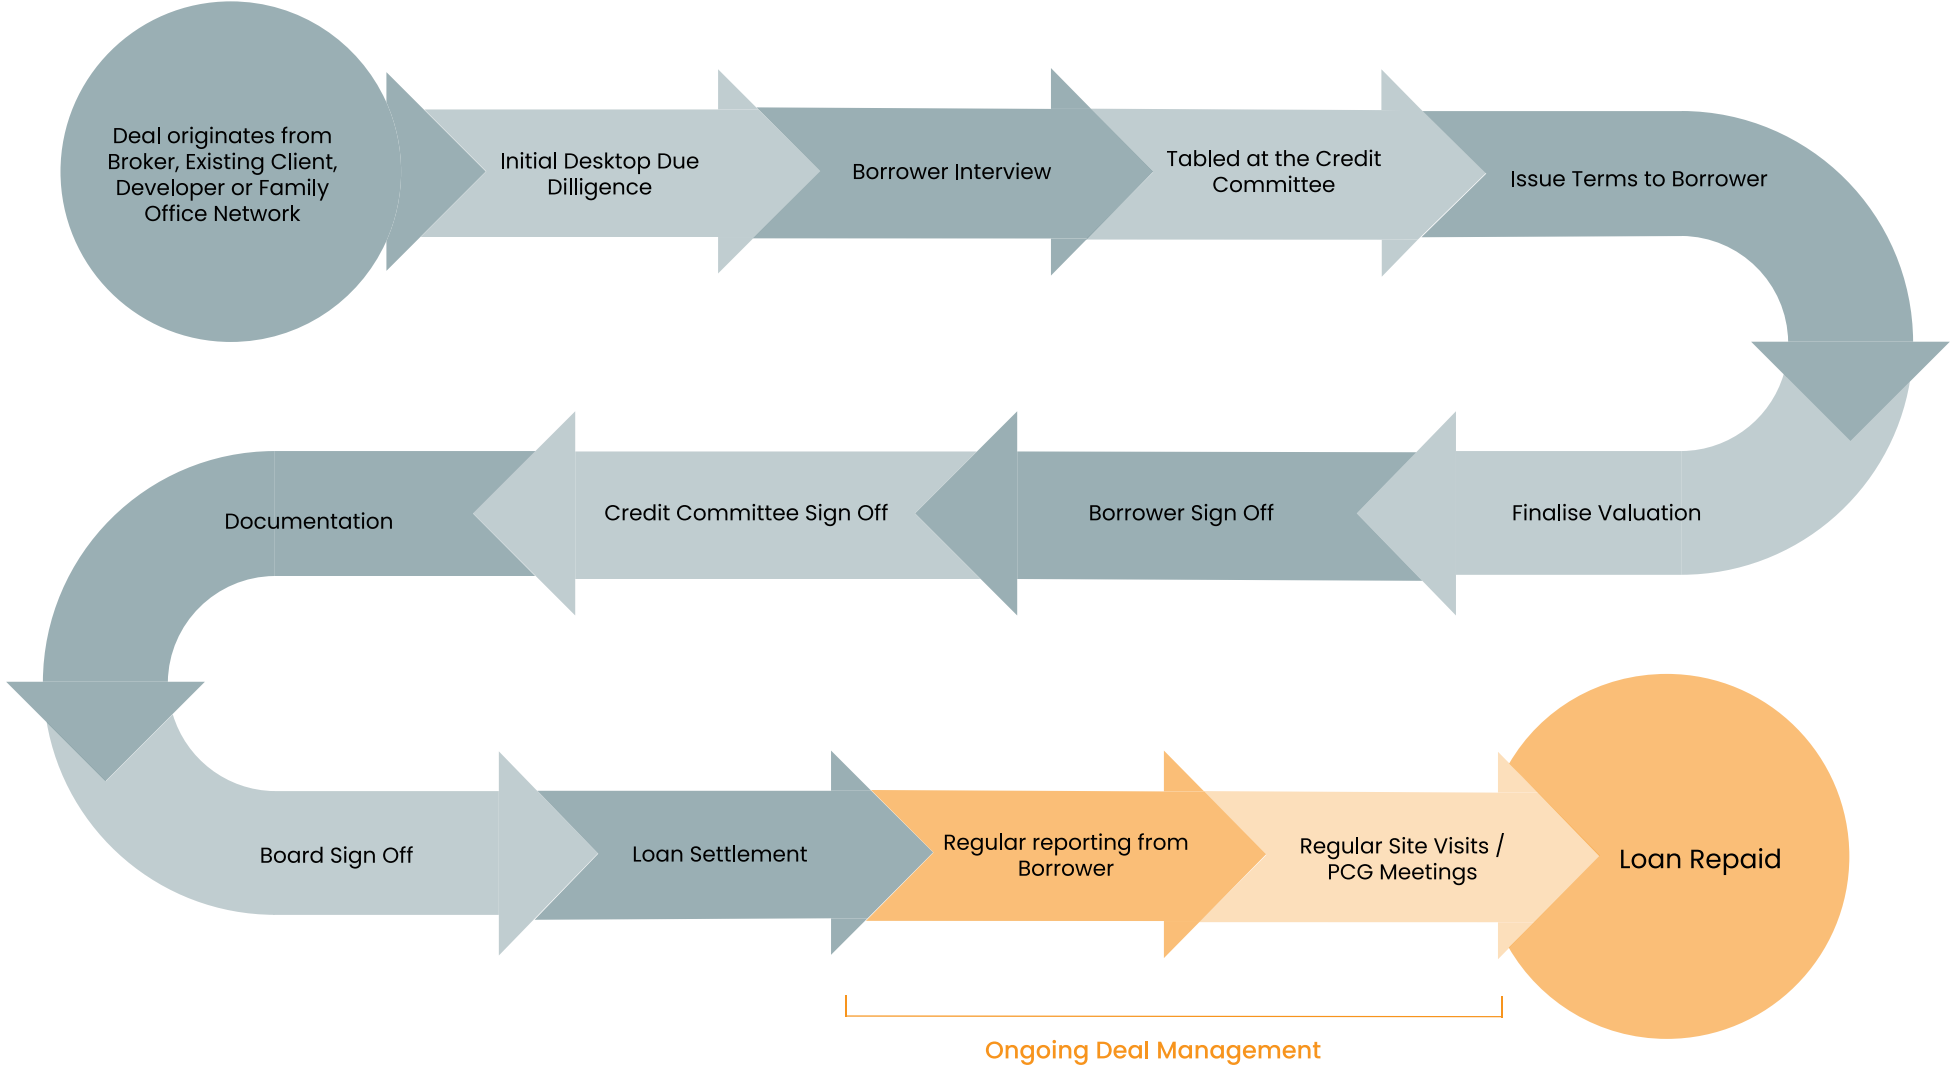 Deal originates from
Broker, Existing Client,
Developer or Family
Office Network
Initial Desktop Due
Dilligence
Borrower Interview
Tabled at the Credit
Committee
Issue Terms to Borrower
Finalise Valuation
Borrower Sign Off
Credit Committee Sign Off
Documentation
Board Sign Off
Loan Settlement
Regular reporting from
Borrower
Regular Site Visits /
PCG Meetings
Loan Repaid
Ongoing Deal Management